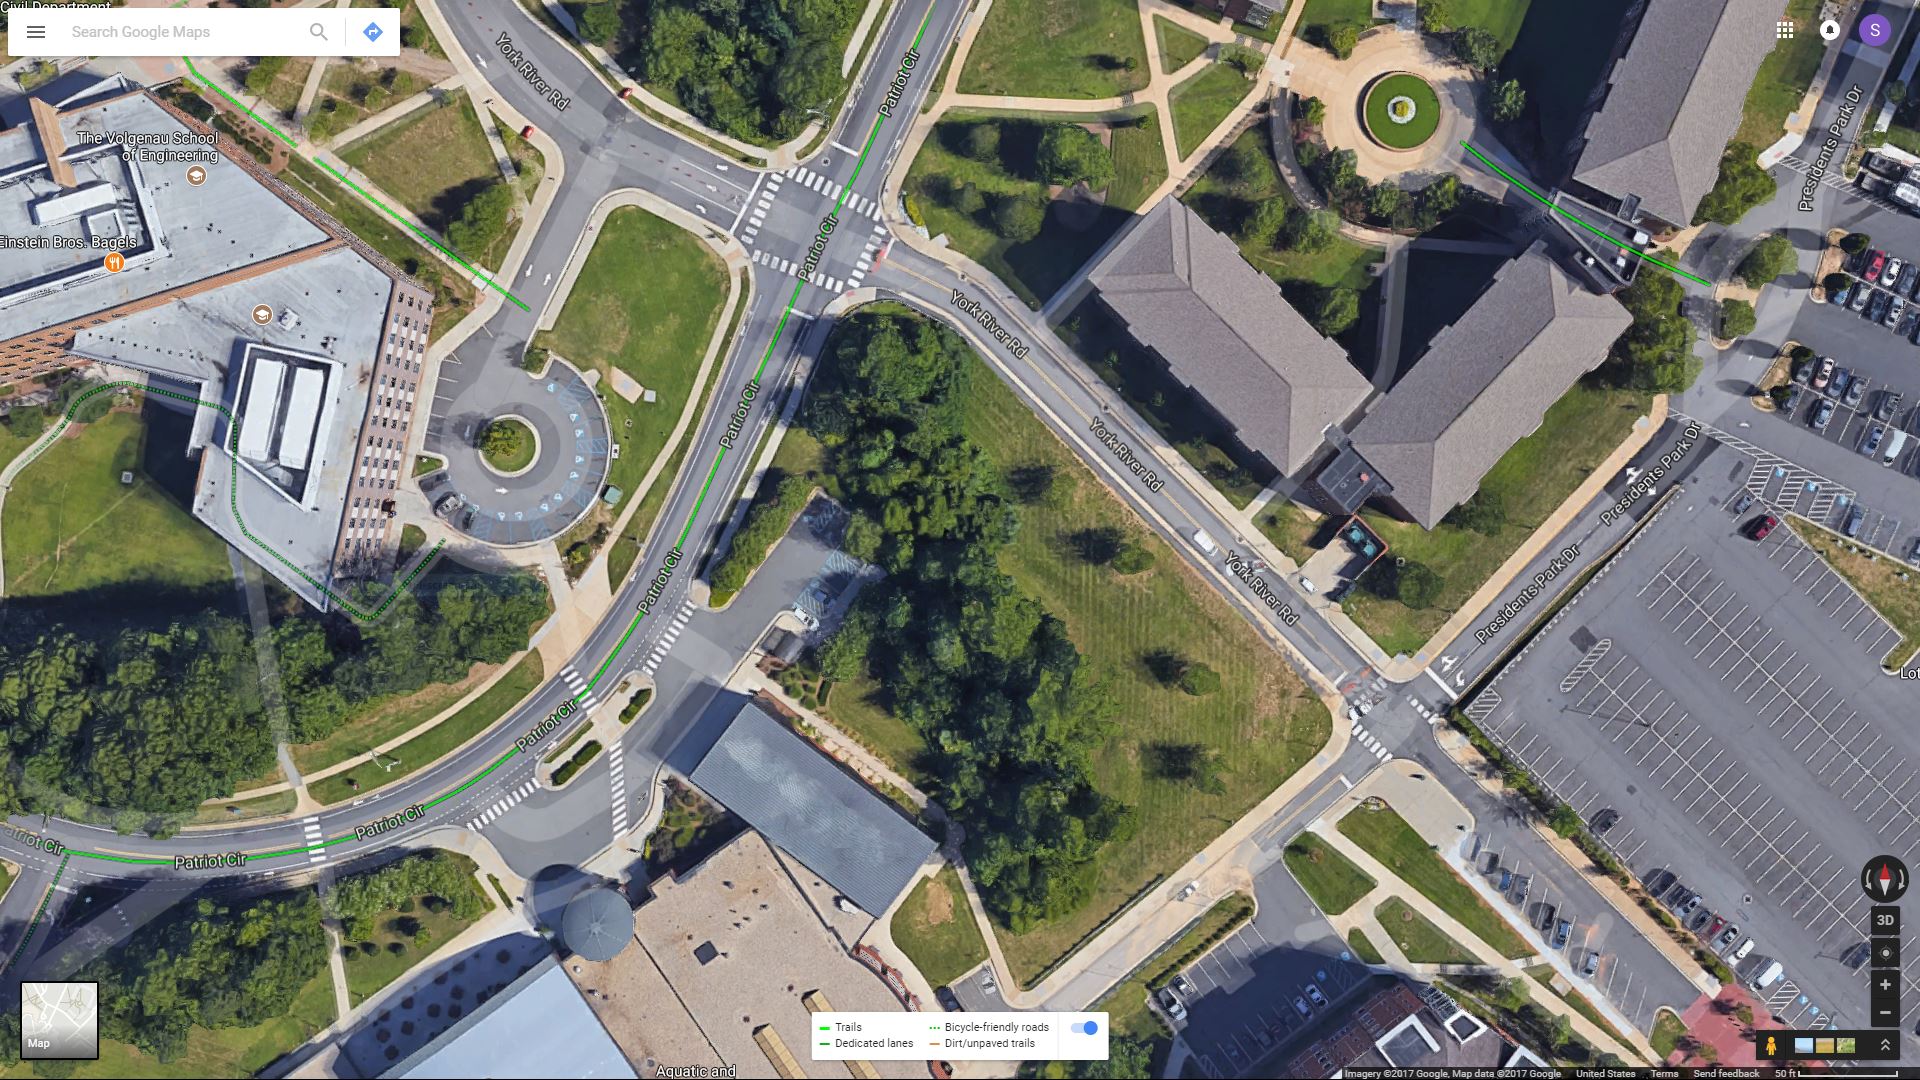 Civil Department
Search Google Maps
S
York River Rd
Patriot Cir
Presidents Park Dr
The Volgenau School
of Engineering
Patriot Cir
Einstein Bros. Bagels
York River Rd
Patriot Cir
York River Rd
Presidents Park Dr
Patriot Cir
York River Rd
Presidents Park Dr
Lot
Patriot Cir
Patriot Cir
Patriot Cir
Patriot Cir
3D
Map
Trails
Bicycle-friendly roads
Dedicated lanes
Dirt/unpaved trails
Aquatic and
Imagery ©2017 Google, Map data ©2017 Google
United States
Terms
Send feedback
50 ft